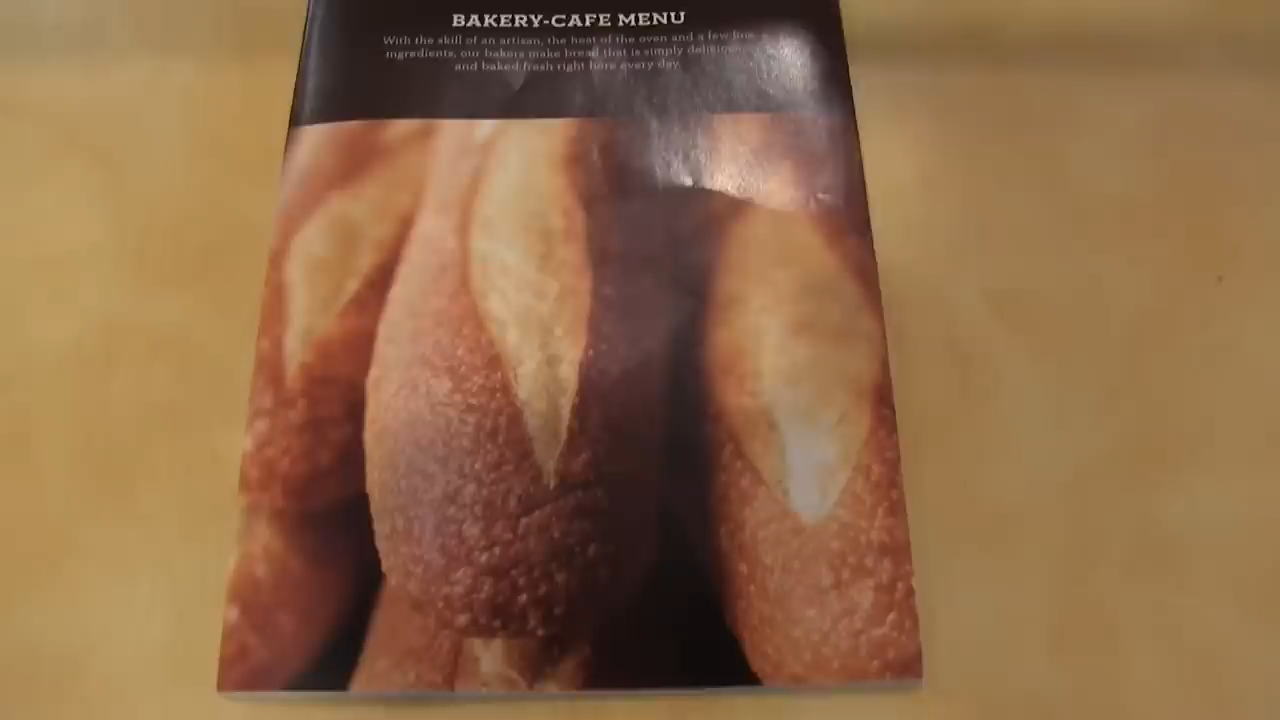 BAKERY-CAFE MENU
With the skill of an artisan, the heat of the oven and a few fine
ingredients, our bakers make bread that is simply delicious
and baked fresh right here every day.